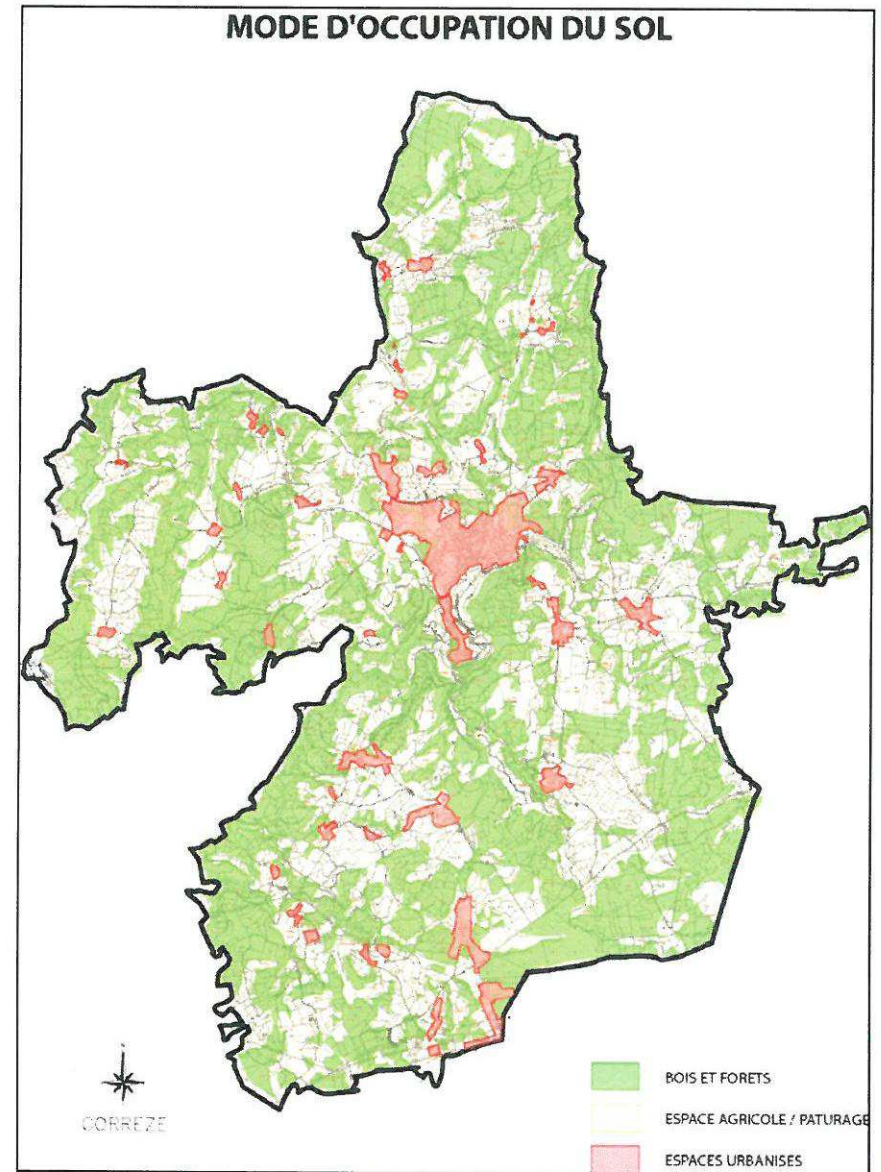 MODE D'OCCUPATION DU SOL
CORREZE
BOIS ET FORETS
ESPACE AGRICOLE / PATURAGE
ESPACES URBANISES